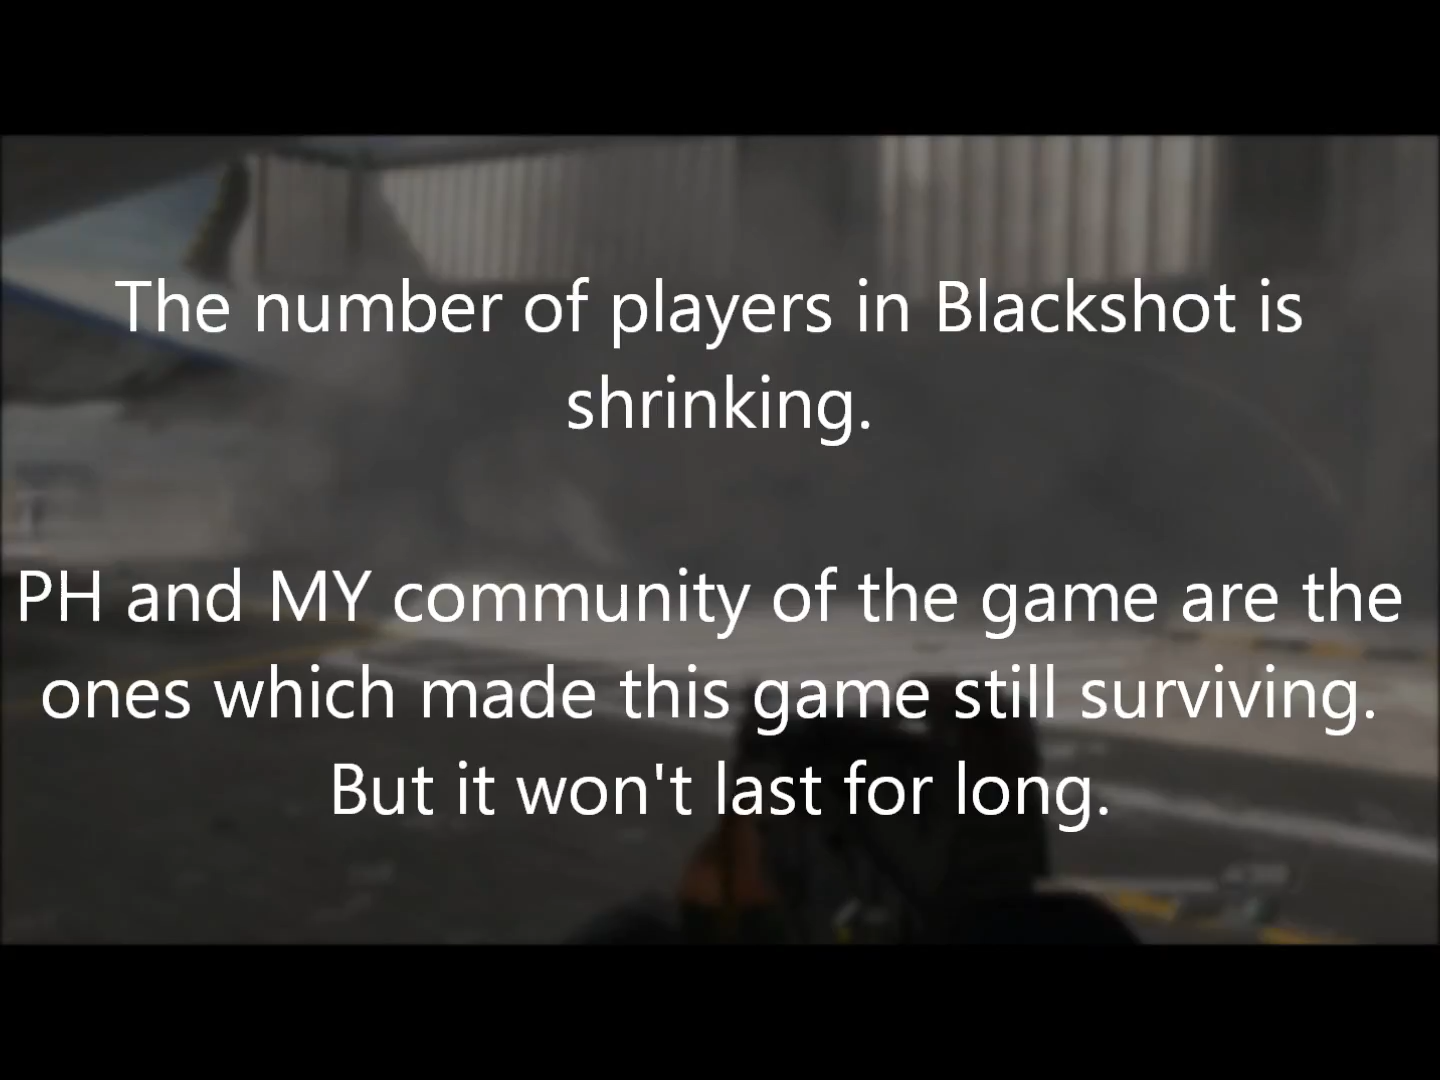 The number of players in Blackshot is
shrinking.
PH and MY community of the game are the
ones which made this game still surviving.
But it won't last for long.